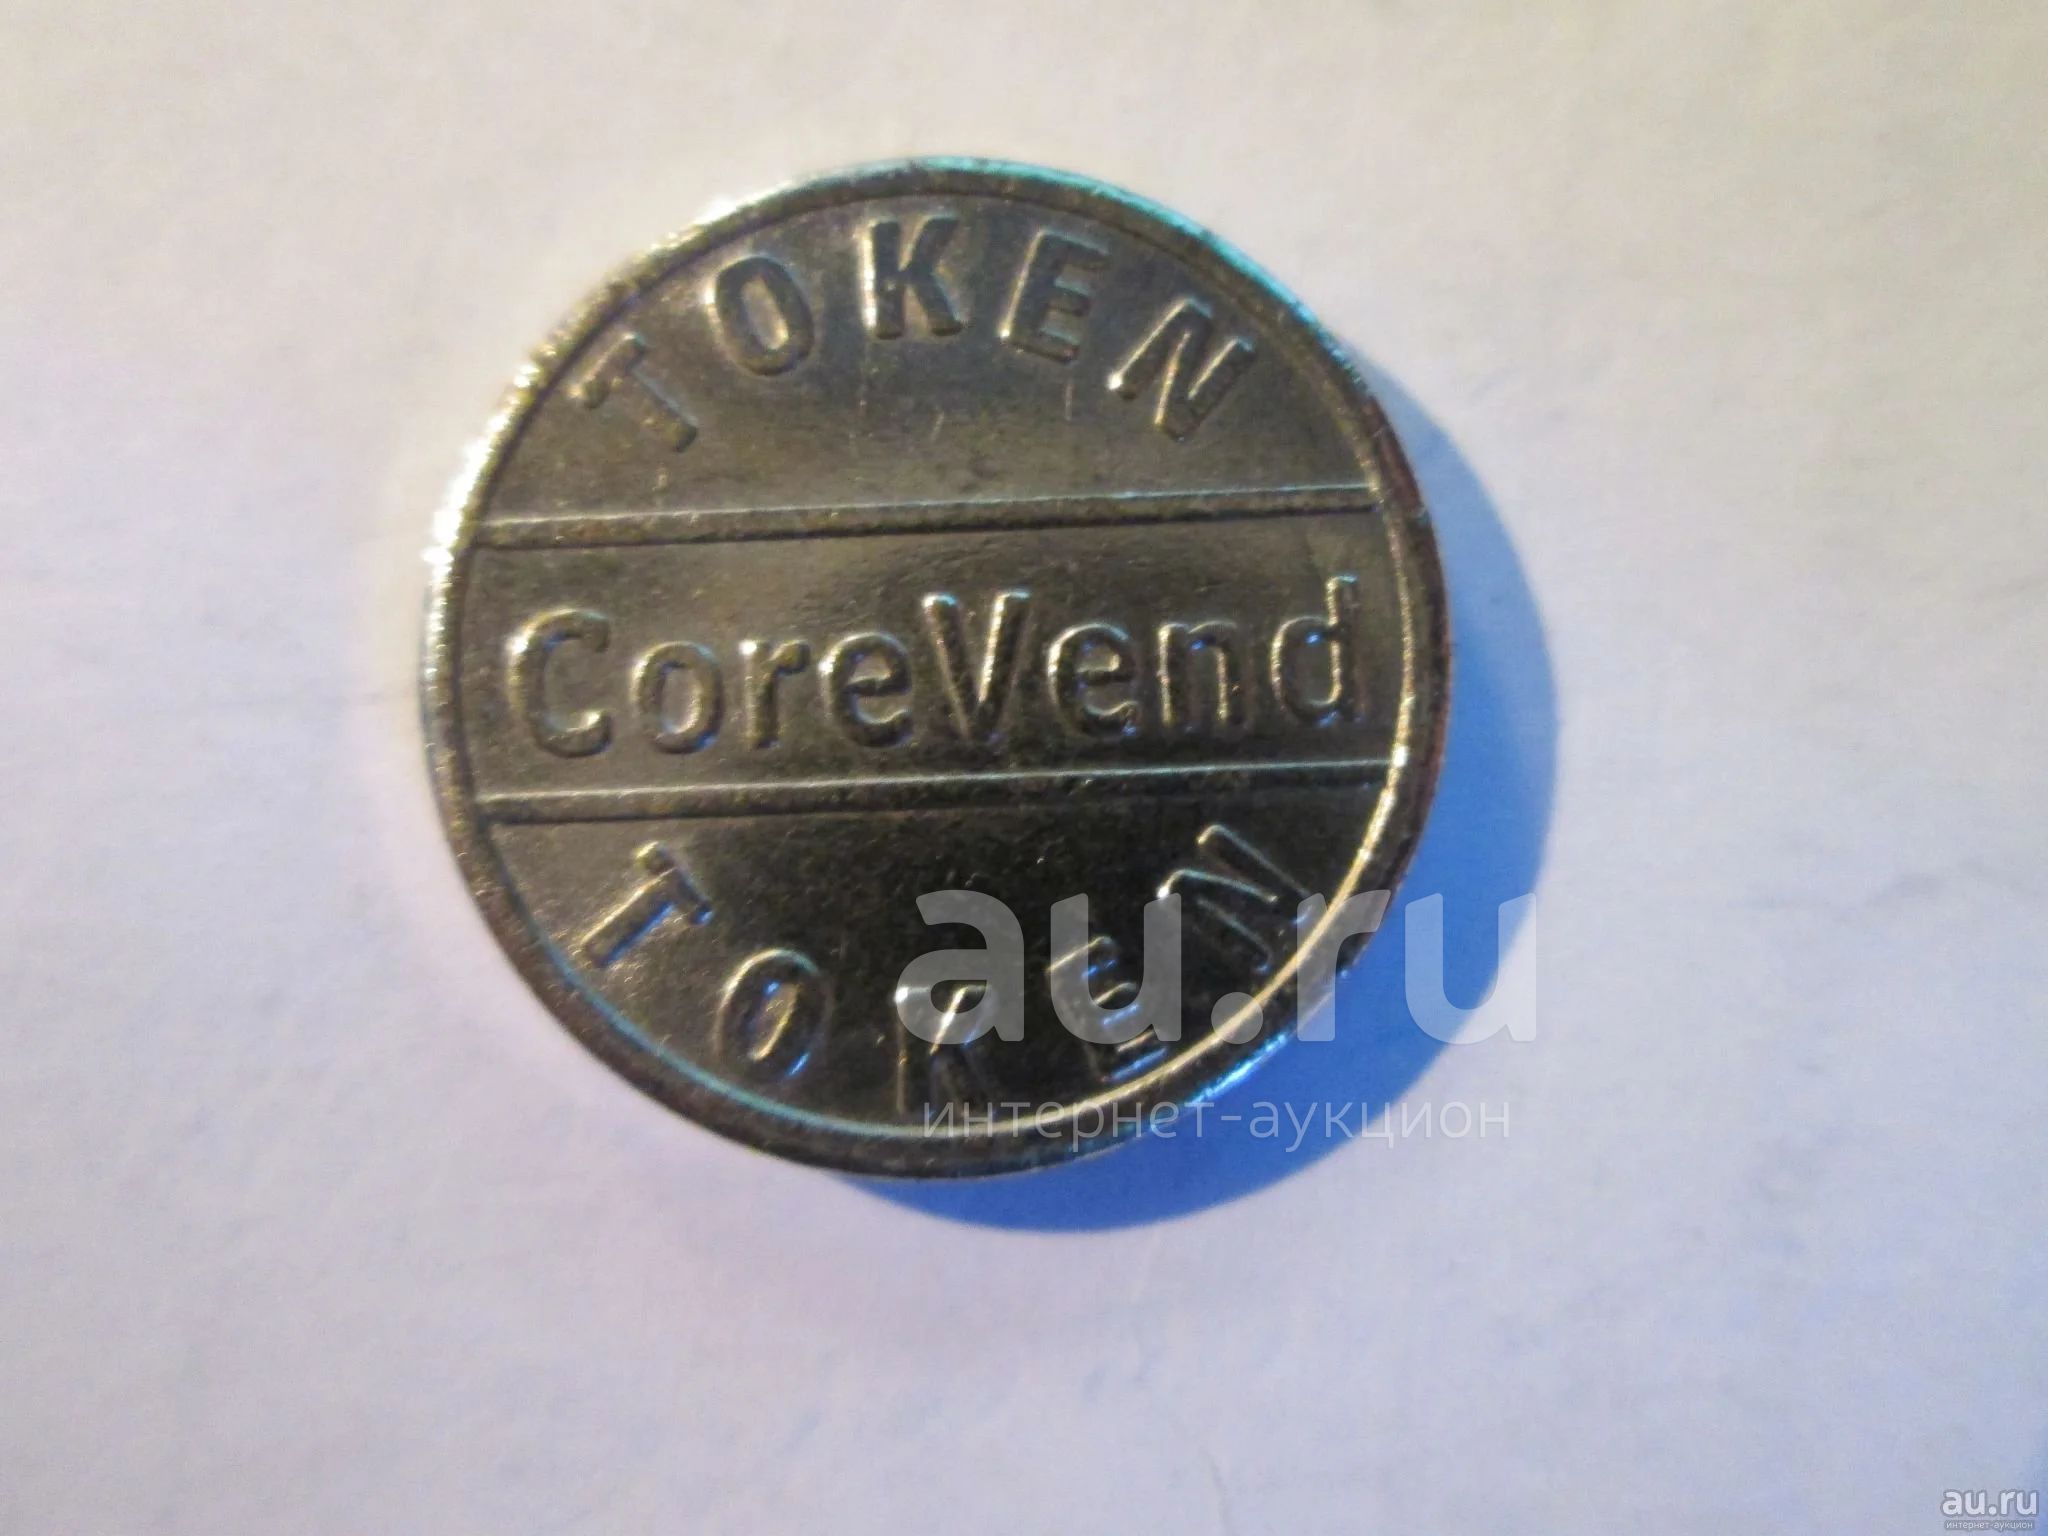 TOKEN
CoreVend
TOKEN
au.ru
интернет-аукцион
au.ru
интернет-аукцион